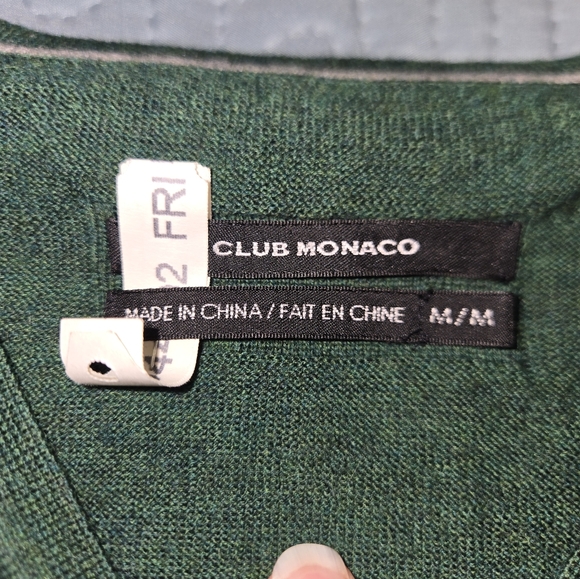 CLUB MONACO
MADE IN CHINA / FAIT EN CHINE
M/M
2 FRI